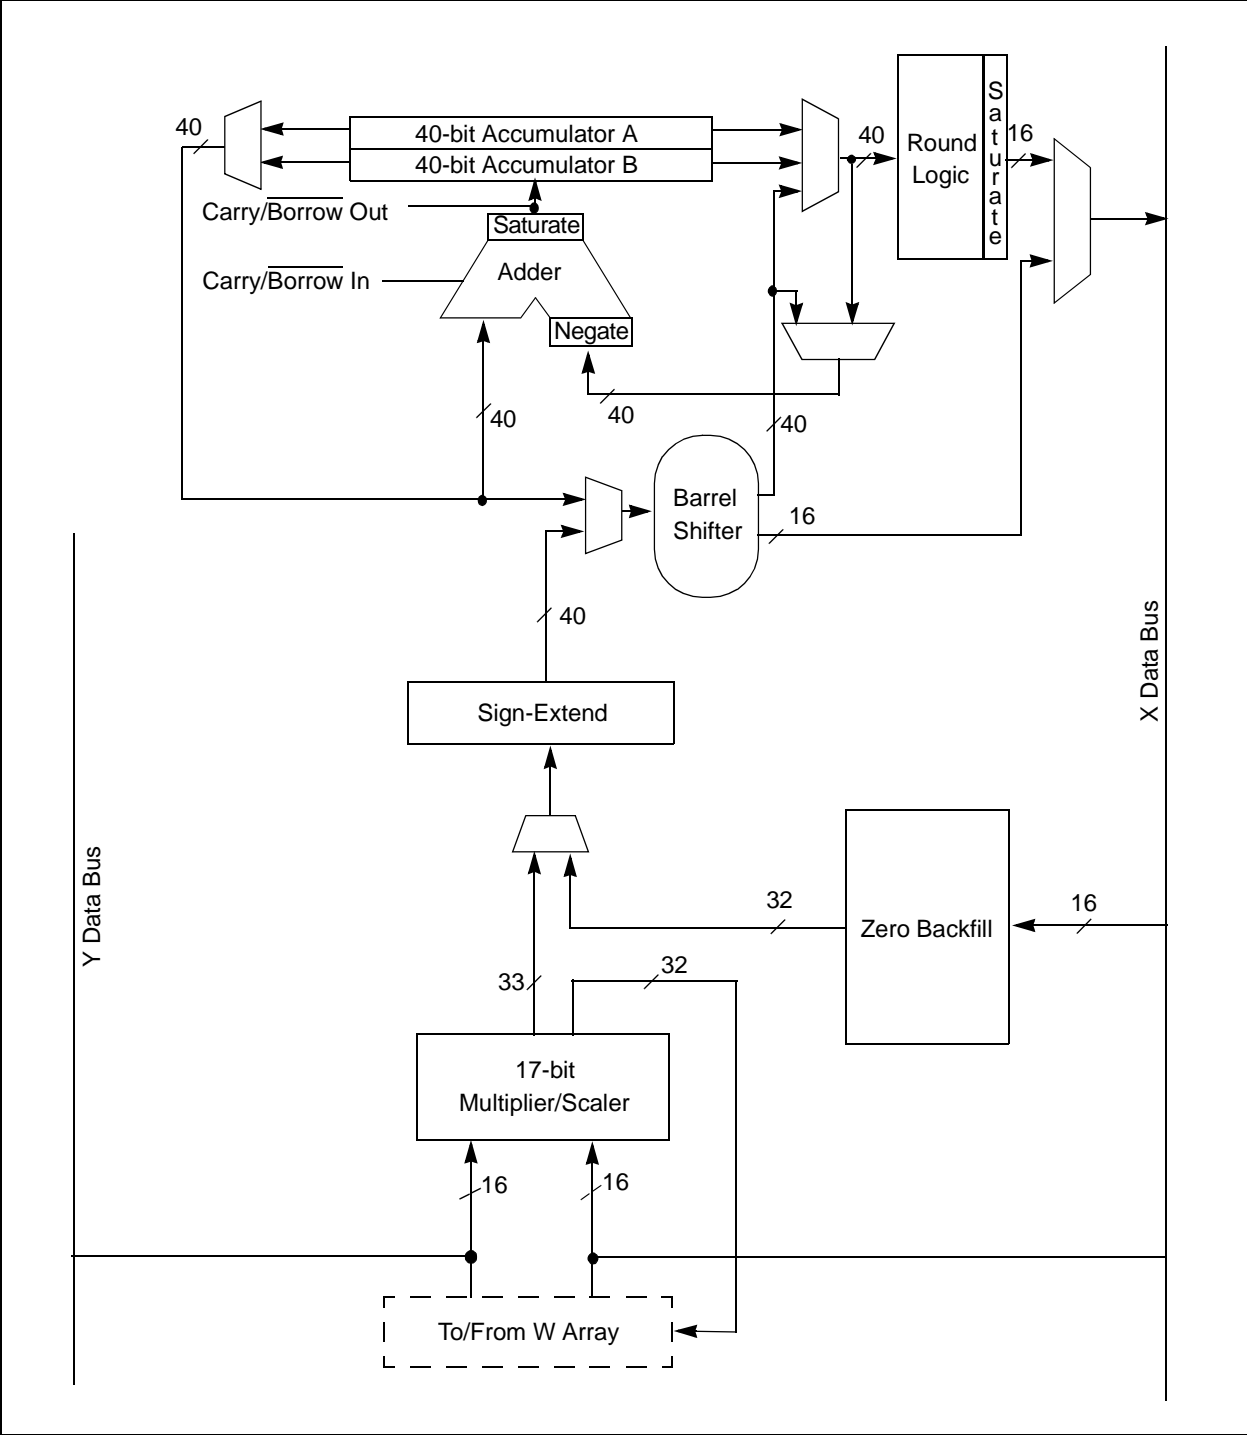 40
40-bit Accumulator A
40-bit Accumulator B
40
Round
Logic
Saturate
16
Carry/Borrow Out
Saturate
Carry/Borrow In
Adder
Negate
40
40
40
Barrel
Shifter
16
40
X Data Bus
Sign-Extend
Y Data Bus
32
Zero Backfill
16
33
32
17-bit
Multiplier/Scaler
16
16
To/From W Array